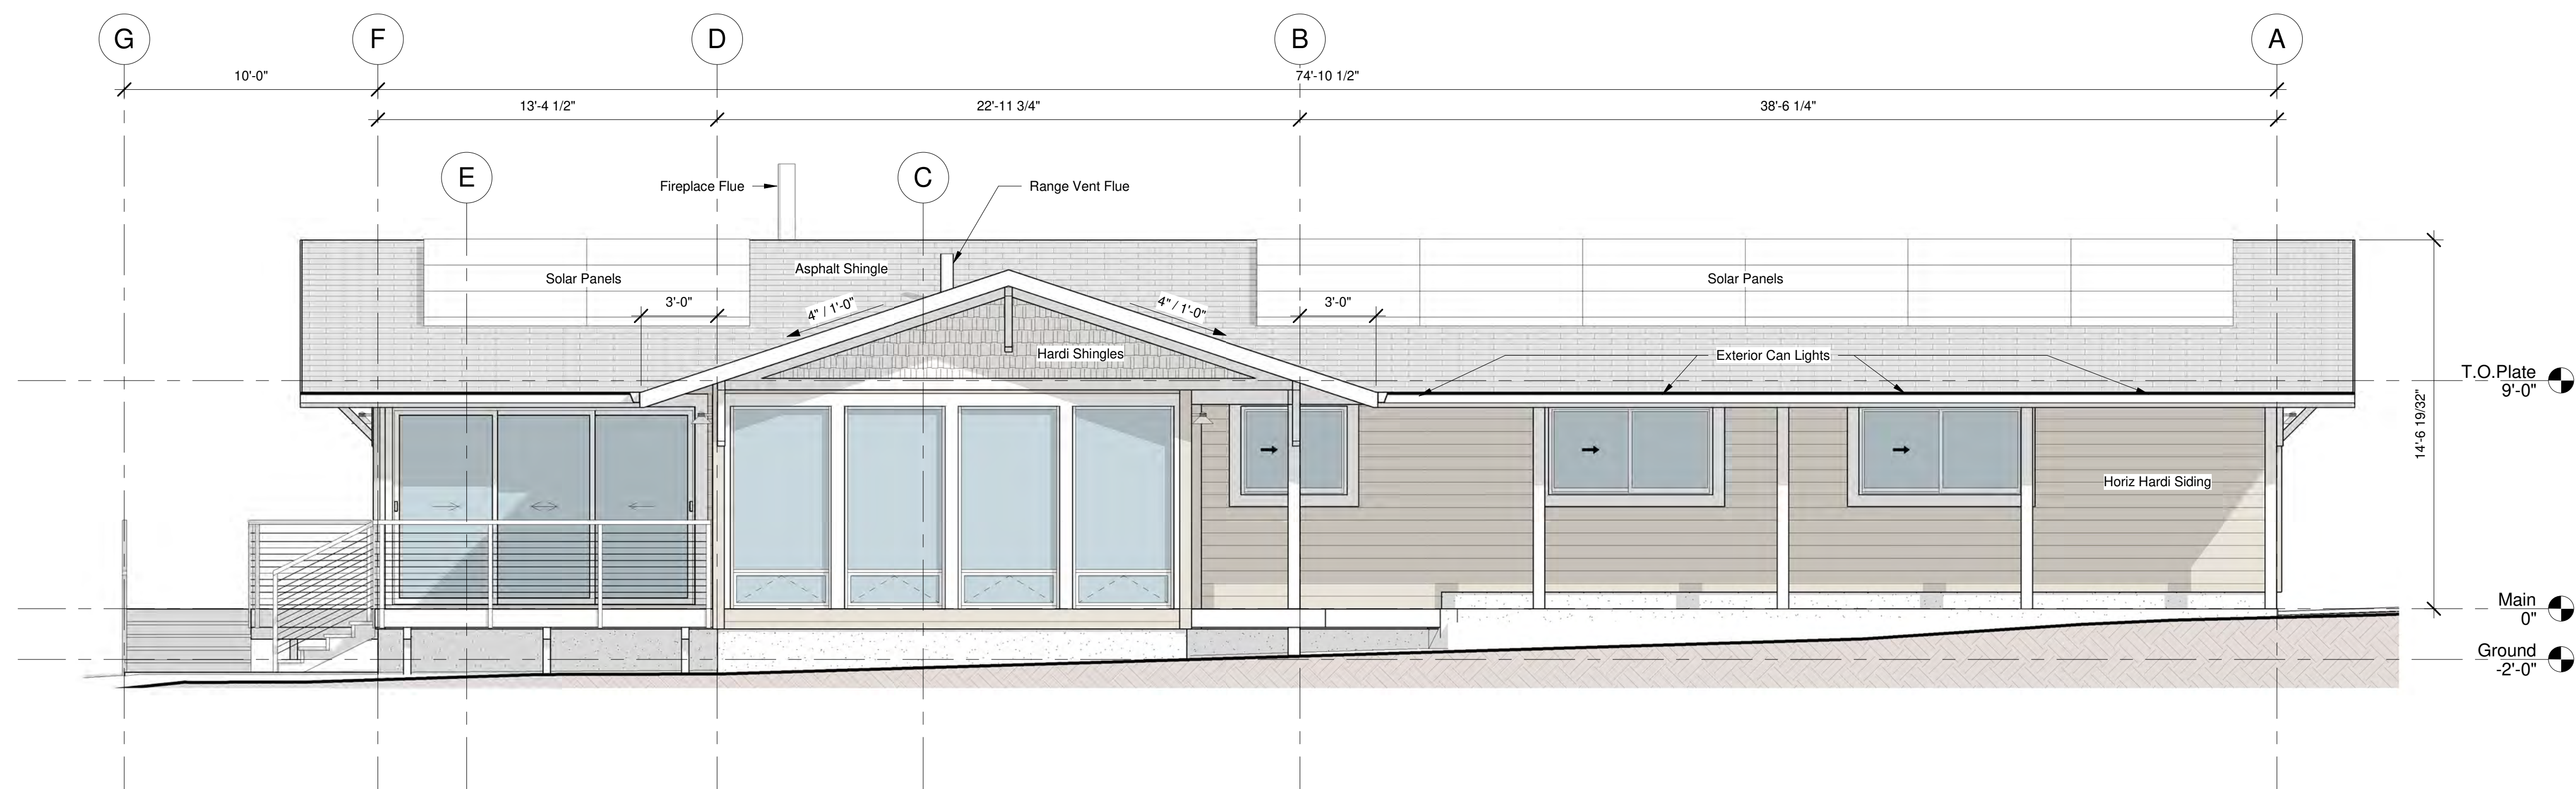 G
F
D
B
A
10'-0"
74'-10 1/2"
13'-4 1/2"
22'-11 3/4"
38'-6 1/4"
E
C
Fireplace Flue
Range Vent Flue
Asphalt Shingle
Solar Panels
Solar Panels
3'-0"
4" / 1'-0"
4" / 1'-0"
3'-0"
Hardi Shingles
Exterior Can Lights
T.O.Plate
9'-0"
14'-6 19/32"
Horiz Hardi Siding
Main
0"
Ground
-2'-0"